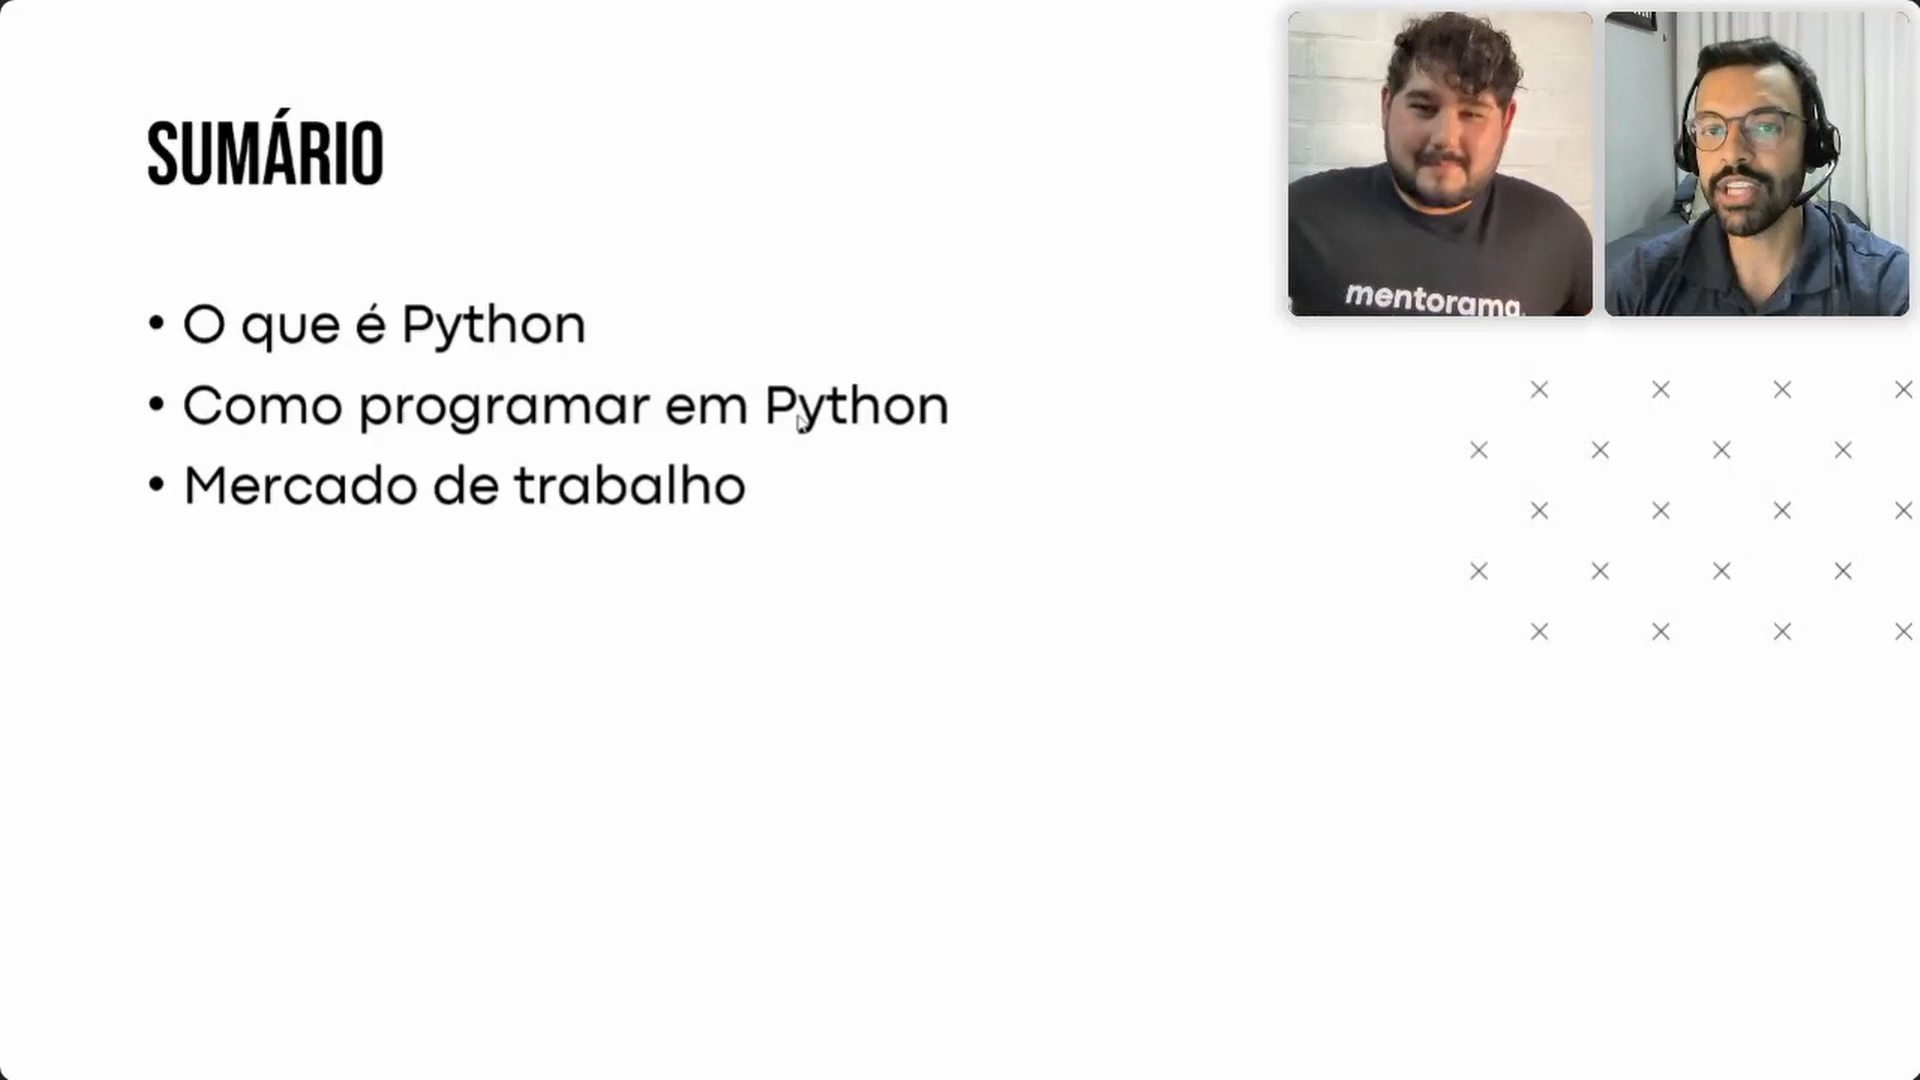 SUMÁRIO
• O que é Python
• Como programar em Python
• Mercado de trabalho
mentorama.